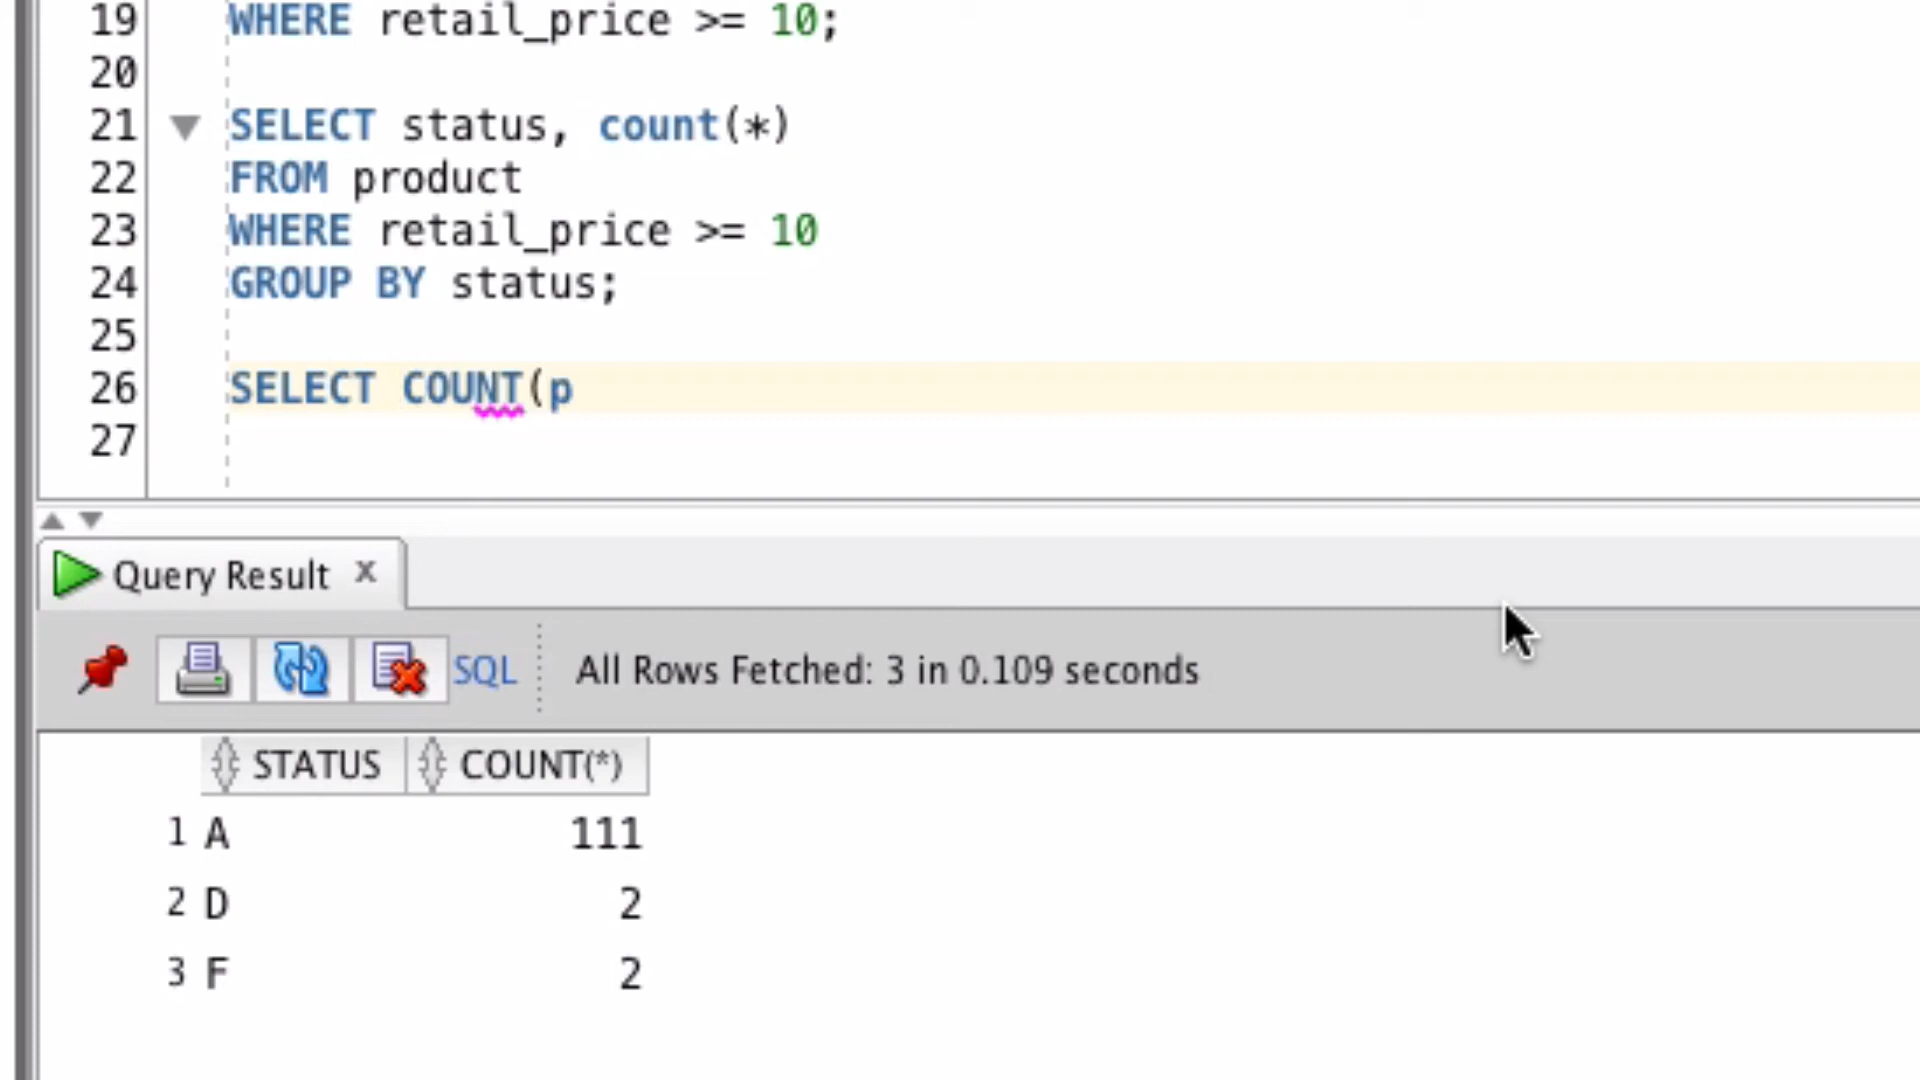 19 WHERE retail_price >= 10;
20
21 SELECT status, count(*)
22 FROM product
23 WHERE retail_price >= 10
24 GROUP BY status;
25
26 SELECT COUNT(p
27
Query Result x
SQL All Rows Fetched: 3 in 0.109 seconds
STATUS COUNT(*)
1 A 111
2 D 2
3 F 2